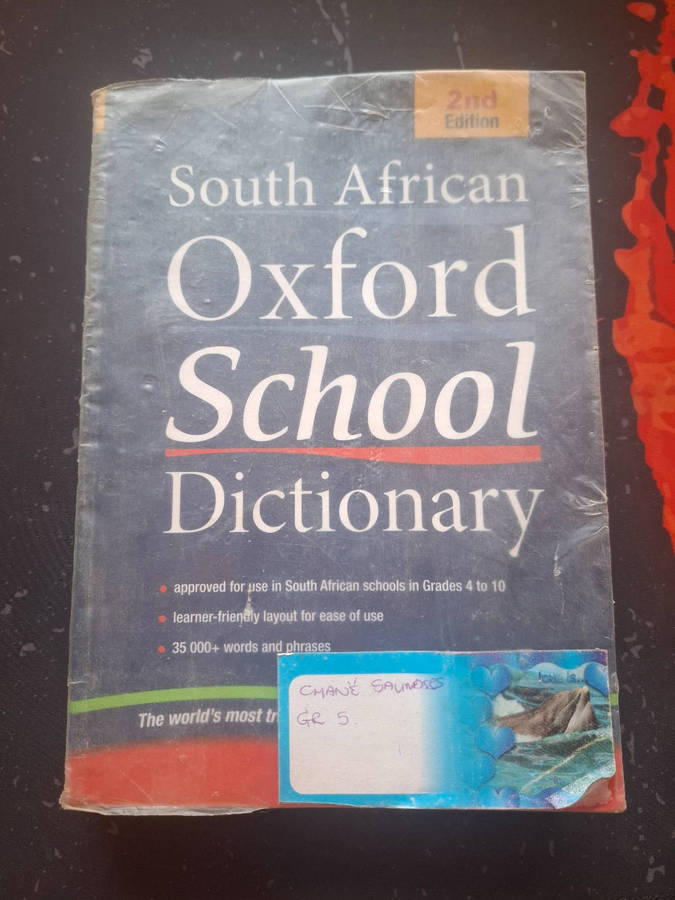 2nd
Edition
South African
Oxford
School
Dictionary
approved for use in South African schools in Grades 4 to 10
learner-friendly layout for ease of use
35 000+ words and phrases
The world's most
CHANÉ
GR 5.